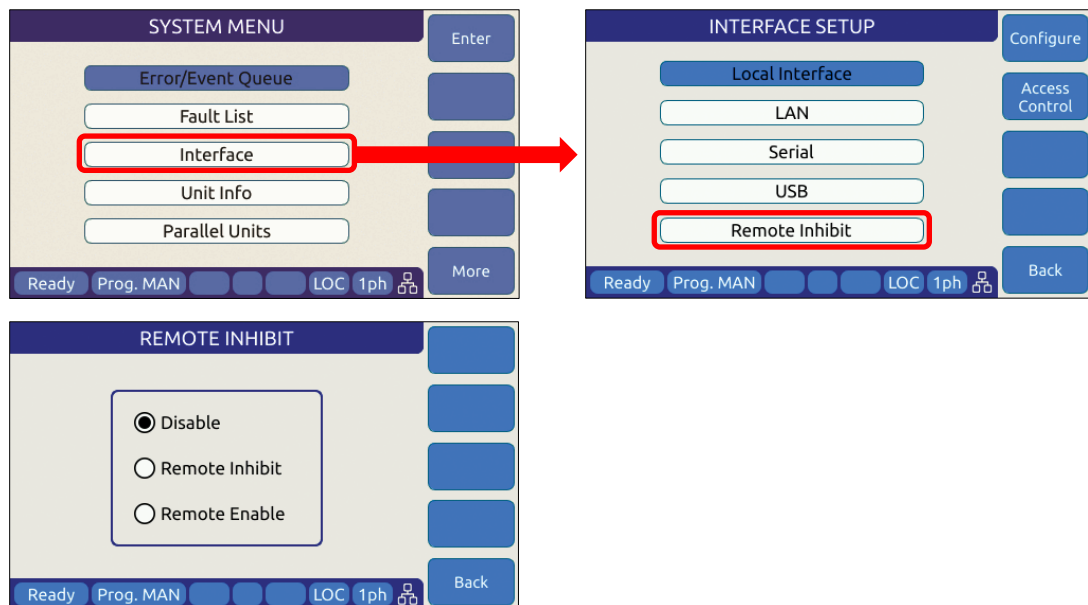 SYSTEM MENU
Enter
Error/Event Queue
Fault List
Interface
Unit Info
Parallel Units
More
Ready Prog. MAN LOC 1ph
INTERFACE SETUP
Configure
Local Interface
Access
Control
LAN
Serial
USB
Remote Inhibit
Back
Ready Prog. MAN LOC 1ph
REMOTE INHIBIT
Disable
Remote Inhibit
Remote Enable
Back
Ready Prog. MAN LOC 1ph